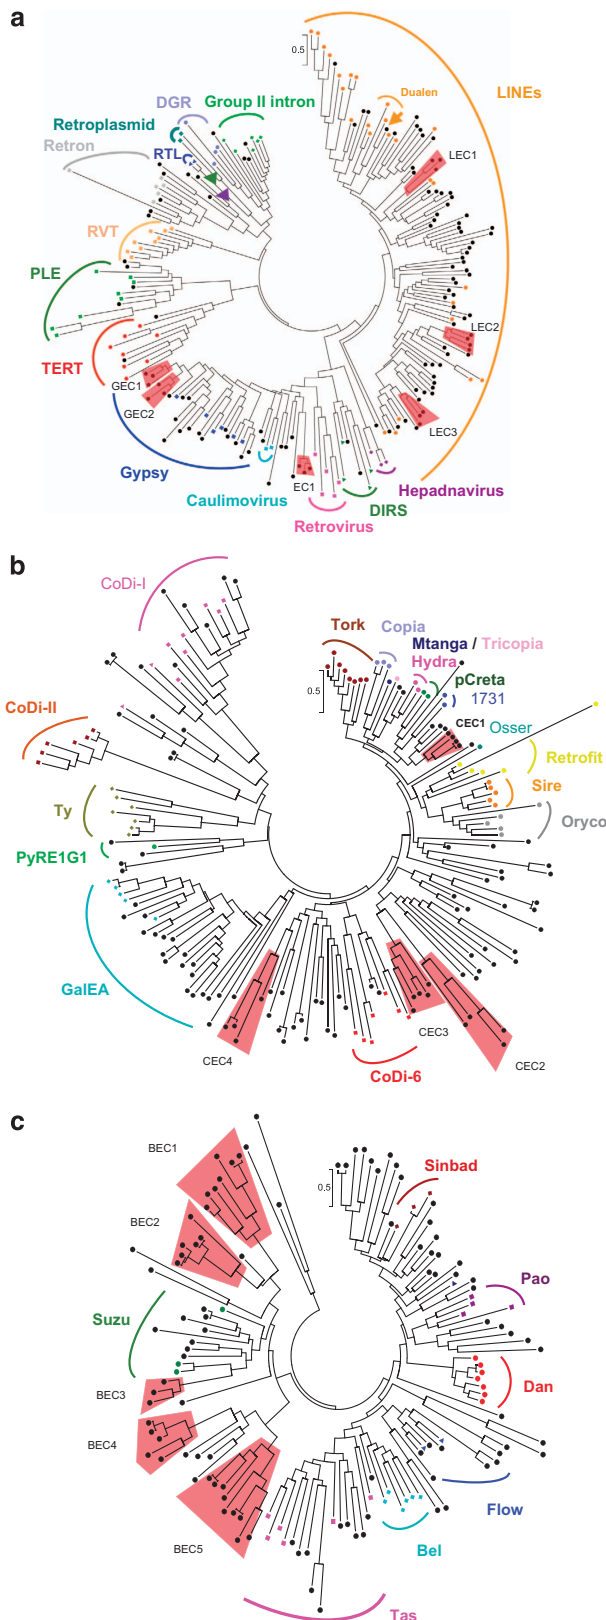 a
0.5
LINEs
Dualen
DGR
Group II intron
Retroplasmid
Retron
RTL
LEC1
RVT
PLE
LEC2
TERT
GEC1
GEC2
LEC3
Gypsy
EC1
Hepadnavirus
Caulimovirus
DIRS
Retrovirus
b
CoDi-I
Tork
Copia
Mtanga / Tricopia
Hydra
pCreta
0.5
1731
CoDi-II
CEC1
Osser
Retrofit
Sire
Ty
Oryco
PyRE1G1
GalEA
CEC4
CEC3
CEC2
CoDi-6
c
BEC1
Sinbad
0.5
BEC2
Pao
Suzu
Dan
BEC3
BEC4
Flow
BEC5
Bel
Tas